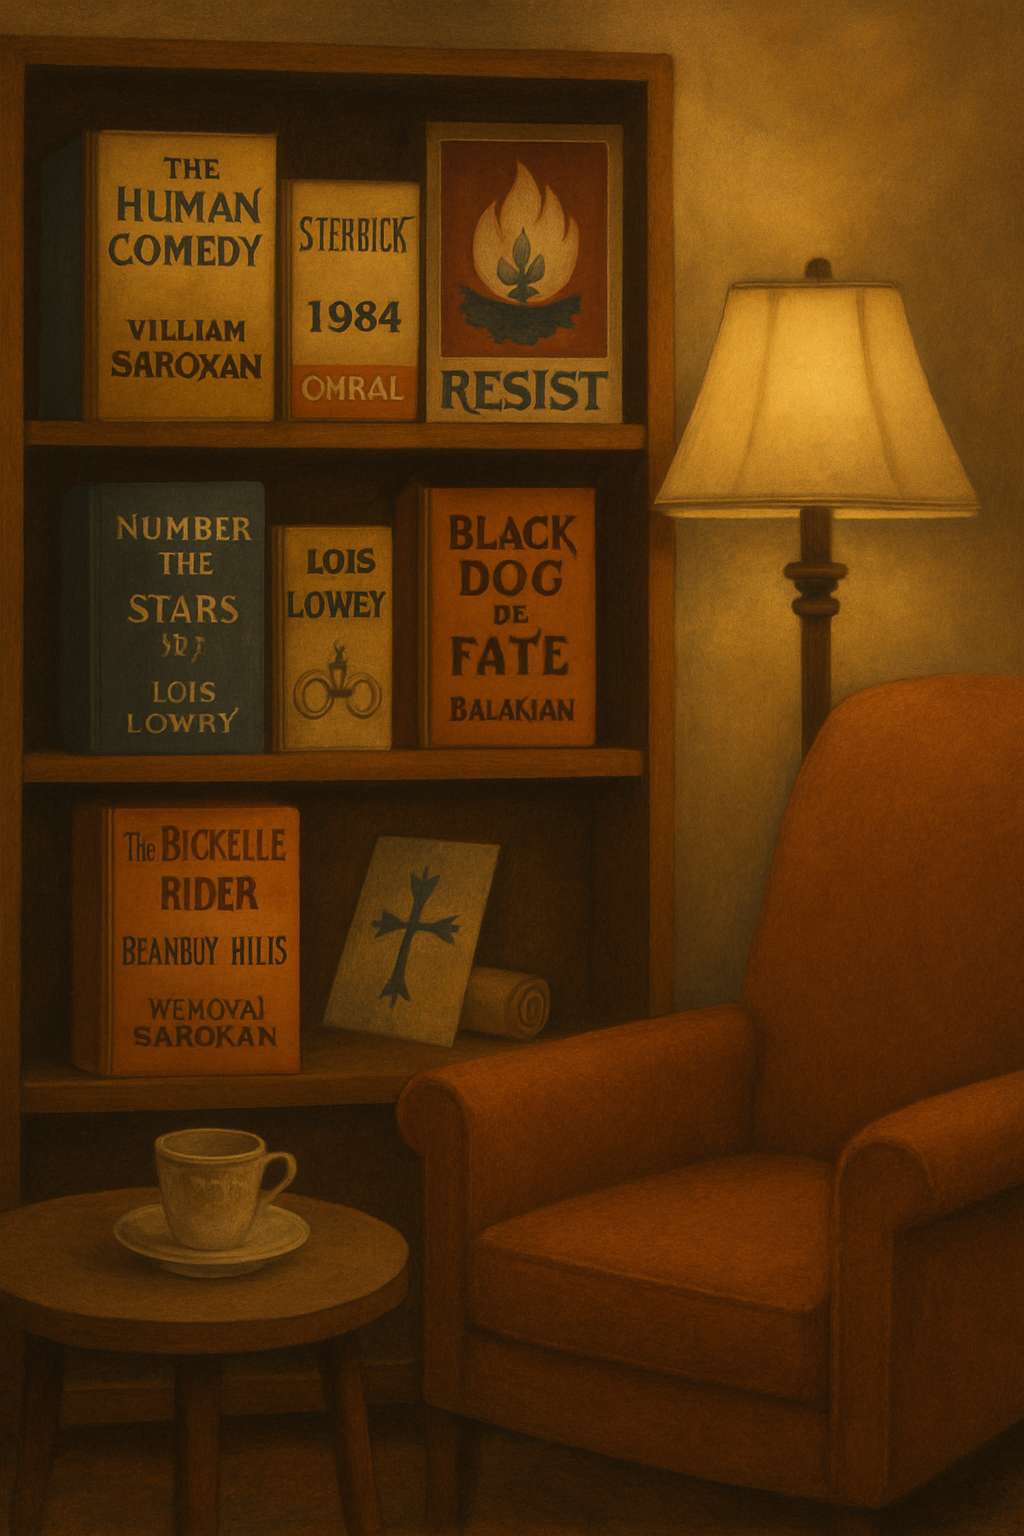 THE
HUMAN
COMEDY
VILLIAM
SAROXAN
STERBICK
1984
OMRAL
RESIST
NUMBER
THE
STARS
LOIS
LOWRY
LOIS
LOWEY
BLACK
DOG
DE
FATE
BALAKIAN
The BICKELLE
RIDER
BEANBUY HILIS
WEMOVAJ
SAROKAN